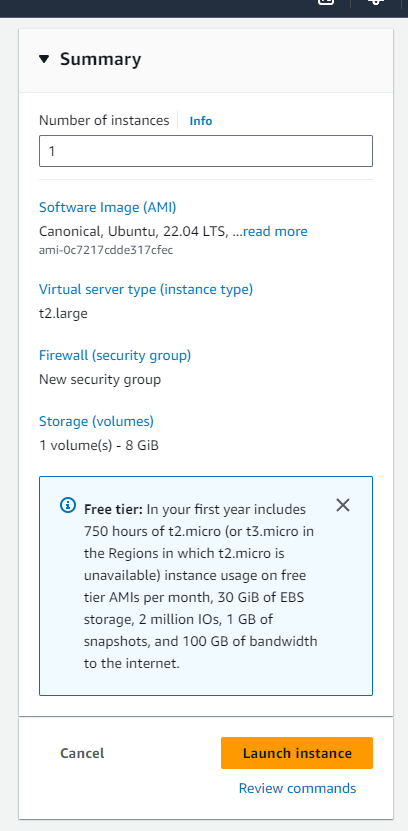 Summary
Number of instances Info
1
Software Image (AMI)
Canonical, Ubuntu, 22.04 LTS, ...read more
ami-0c7217cdde317cfec
Virtual server type (instance type)
t2.large
Firewall (security group)
New security group
Storage (volumes)
1 volume(s) - 8 GiB
Free tier: In your first year includes
750 hours of t2.micro (or t3.micro in
the Regions in which t2.micro is
unavailable) instance usage on free
tier AMIs per month, 30 GiB of EBS
storage, 2 million IOs, 1 GB of
snapshots, and 100 GB of bandwidth
to the internet.
Cancel
Launch instance
Review commands